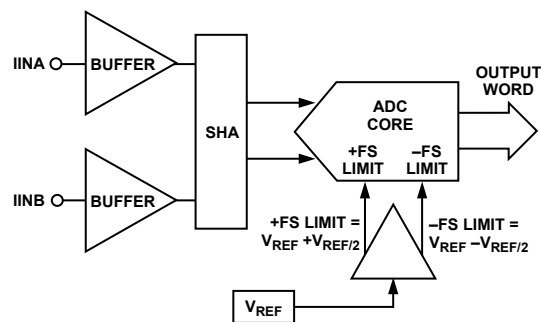 IINA
BUFFER
IINB
BUFFER
SHA
ADC
CORE
+FS
LIMIT
–FS
LIMIT
OUTPUT
WORD
+FS LIMIT =
VREF +VREF/2
–FS LIMIT =
VREF –VREF/2
VREF